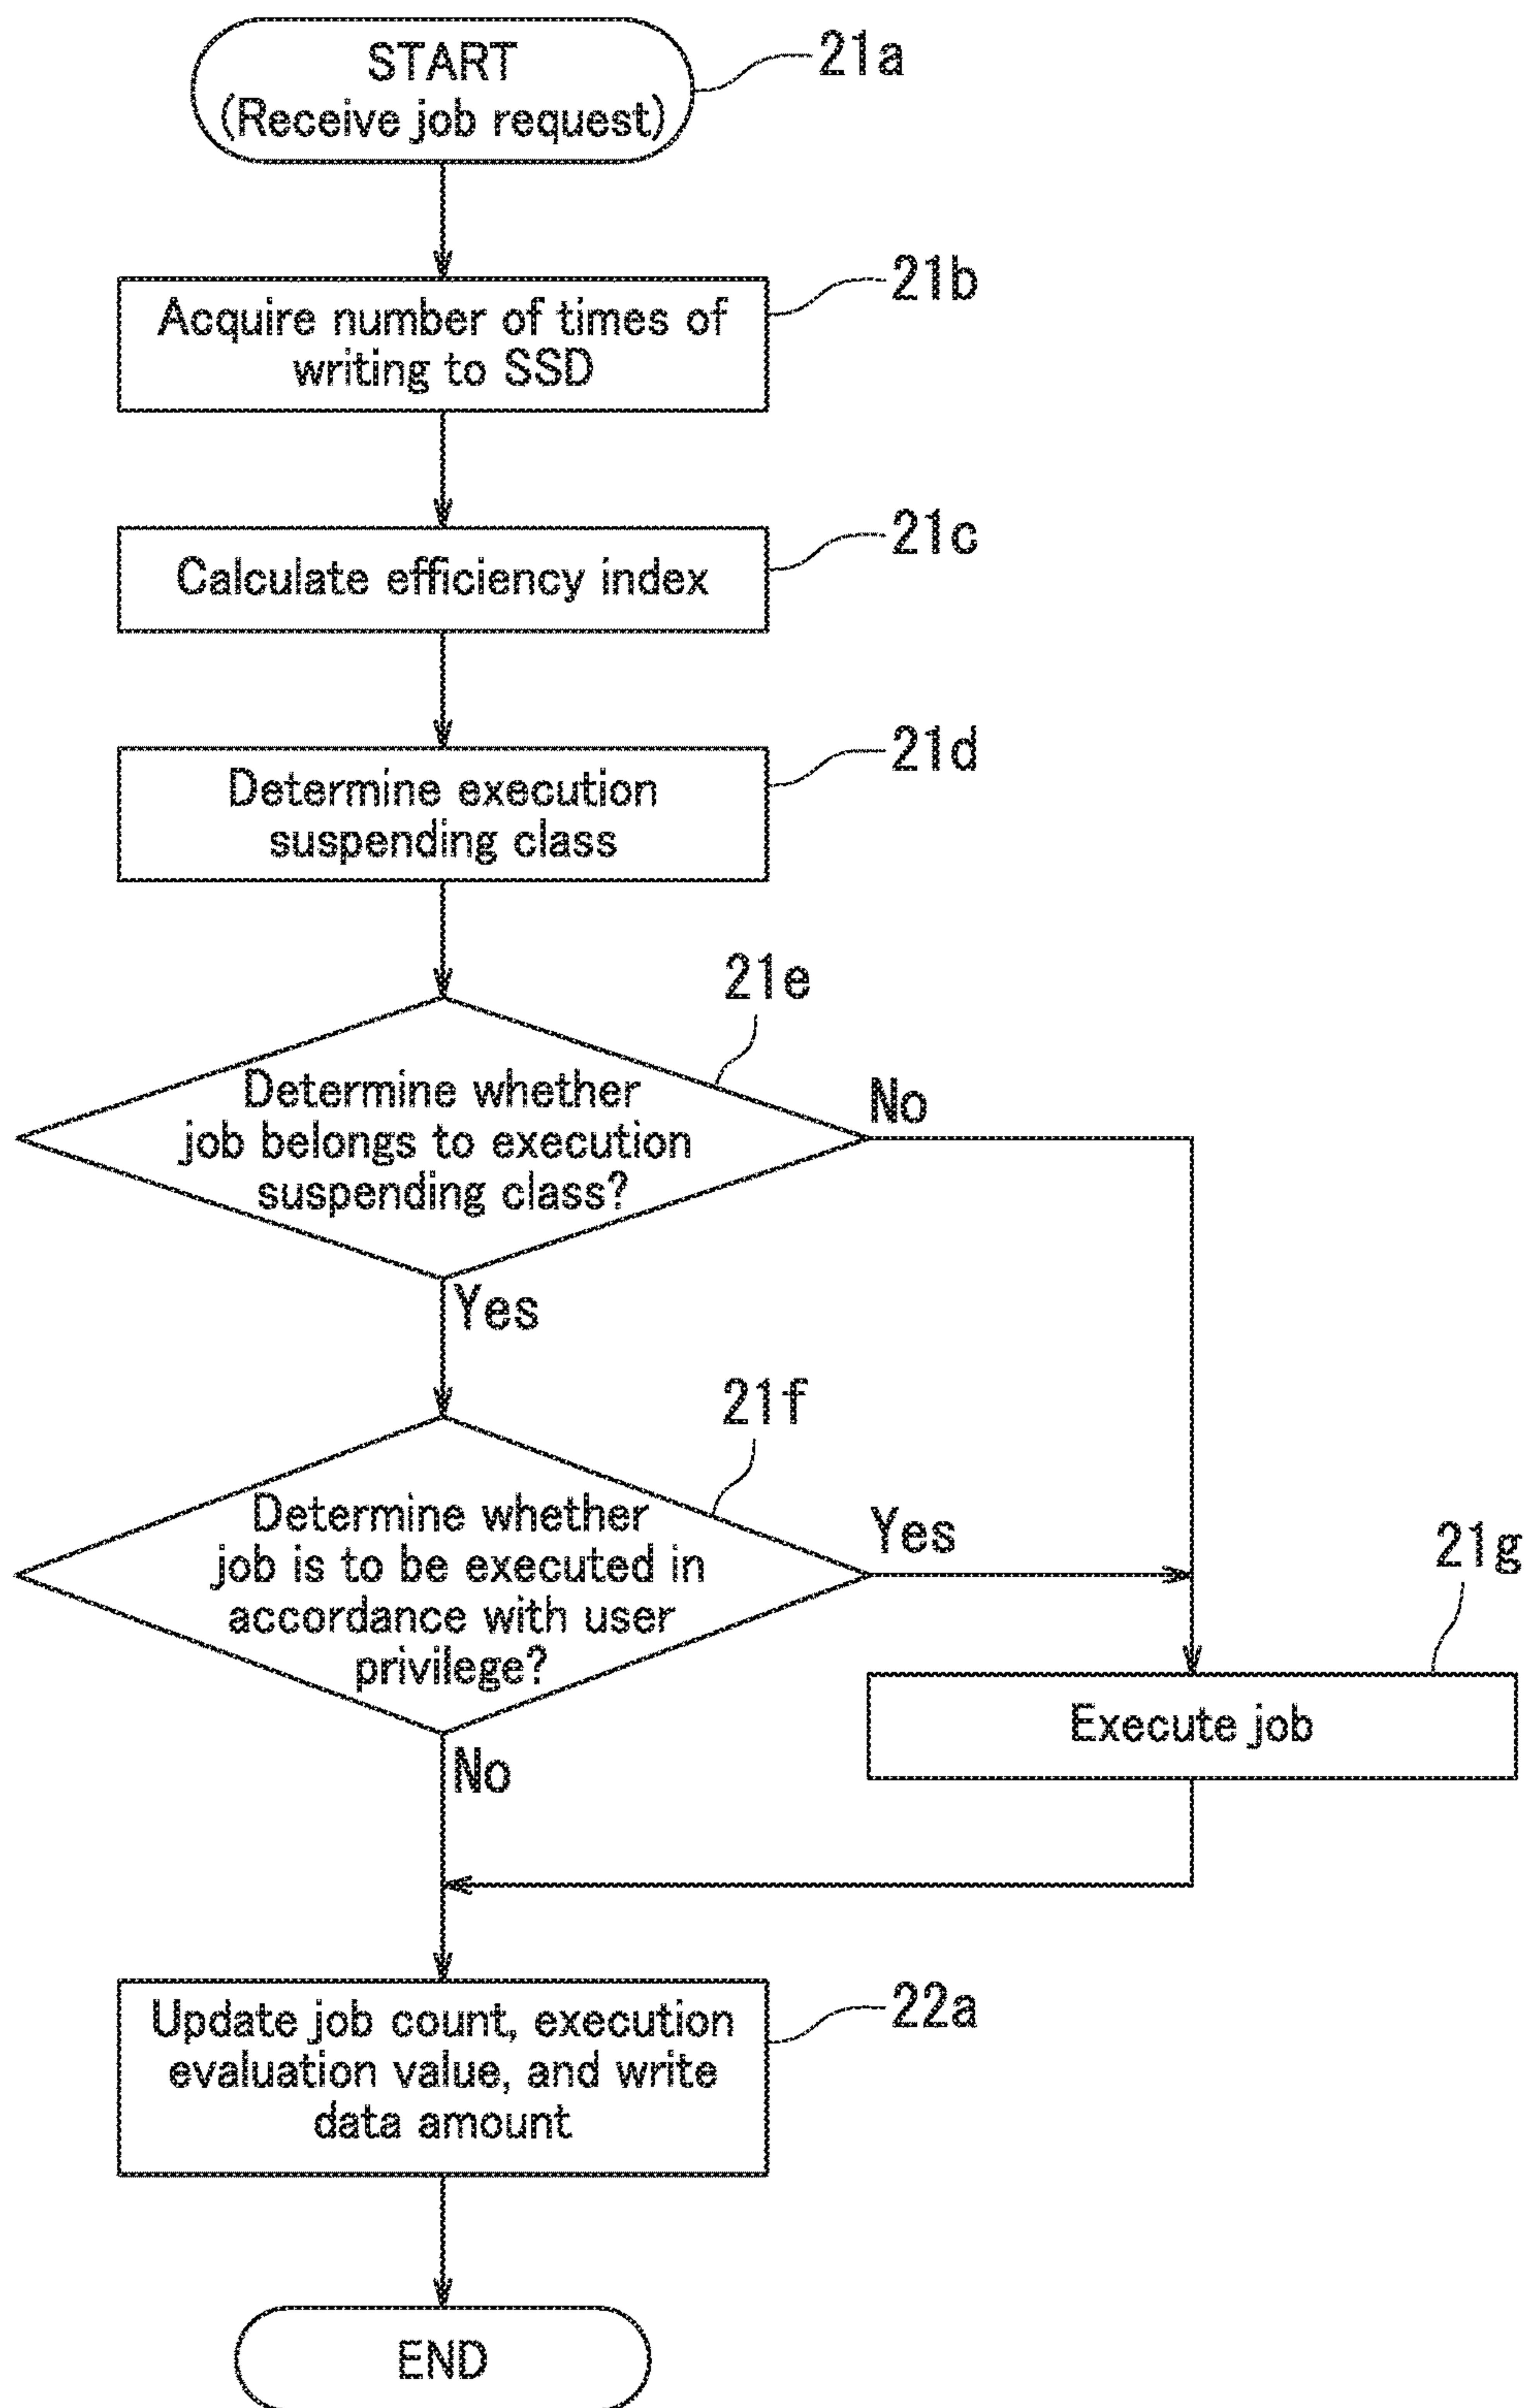 START
(Receive job request)
21a
Acquire number of times of
writing to SSD
21b
Calculate efficiency index
21c
Determine execution
suspending class
21d
21e
Determine whether
job belongs to execution
suspending class?
No
Yes
21f
Determine whether
job is to be executed in
accordance with user
privilege?
Yes
21g
Execute job
No
Update job count, execution
evaluation value, and write
data amount
22a
END